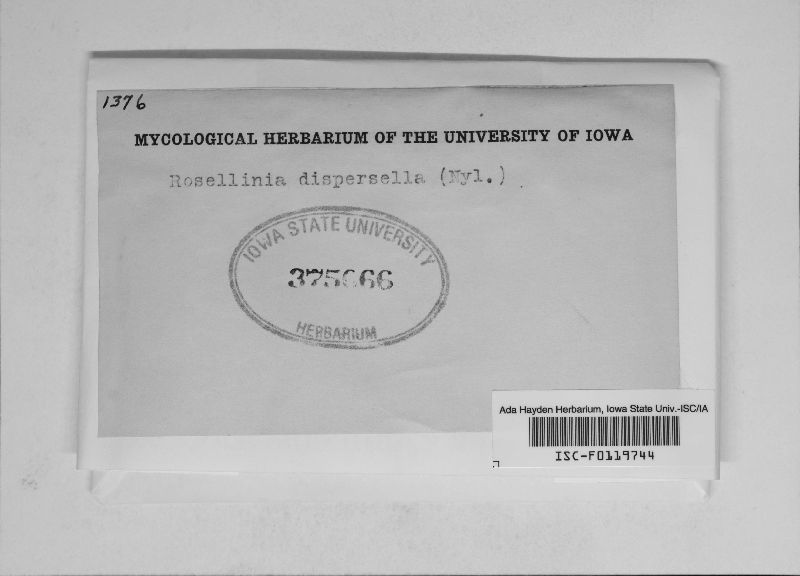 1376
MYCOLOGICAL HERBARIUM OF THE UNIVERSITY OF IOWA
Rosellinia dispersella (Nyl.)
IOWA STATE UNIVERSITY
375666
HERBARIUM
Ada Hayden Herbarium, Iowa State Univ.-ISC/IA
ISC-F0119744